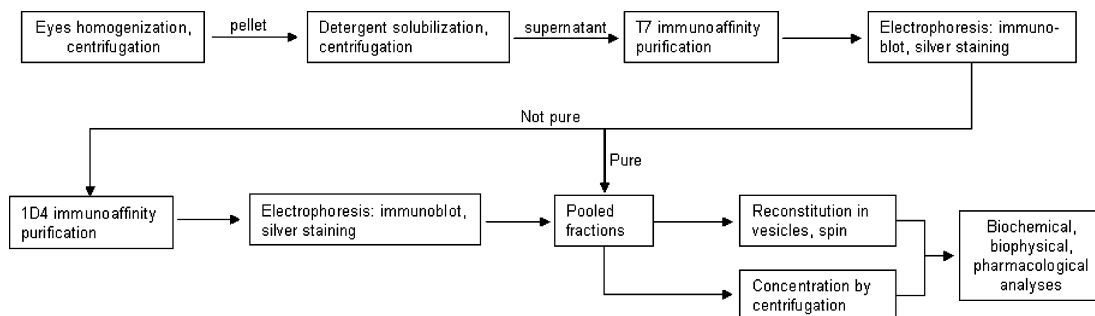 Eyes homogenization,
centrifugation
pellet
Detergent solubilization,
centrifugation
supernatant
T7 immunoaffinity
purification
Electrophoresis: immuno-
blot, silver staining
Not pure
Pure
1D4 immunoaffinity
purification
Electrophoresis: immunoblot,
silver staining
Pooled
fractions
Reconstitution in
vesicles, spin
Concentration by
centrifugation
Biochemical,
biophysical,
pharmacological
analyses